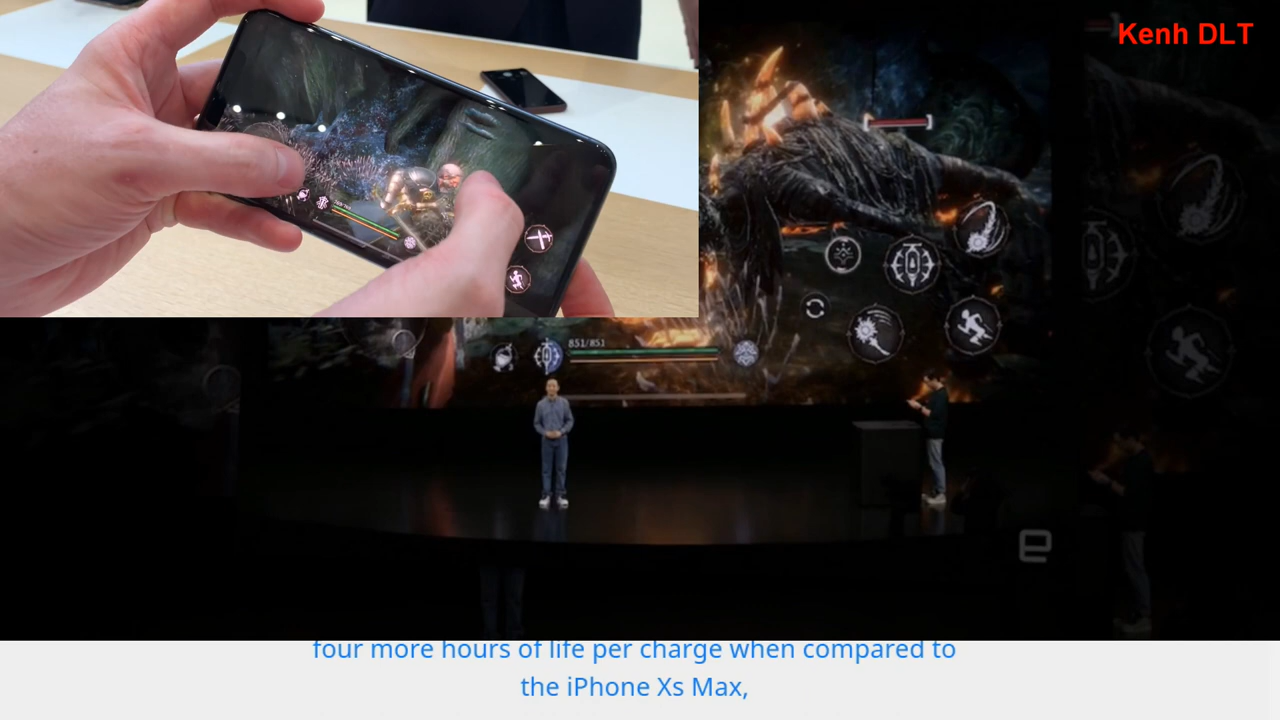 Kenh DLT
851/851
four more hours of life per charge when compared to
the iPhone Xs Max,